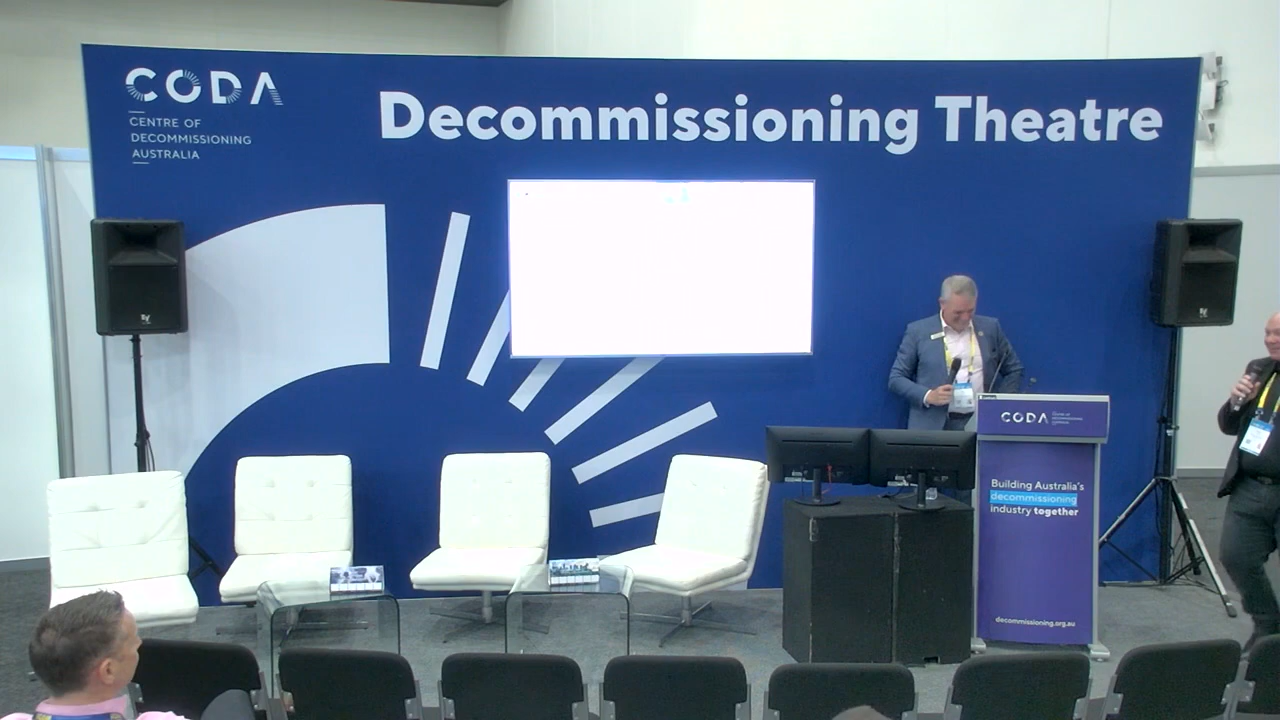 CODA
CENTRE OF
DECOMMISSIONING
AUSTRALIA
Decommissioning Theatre
CODA
Building Australia's
decommissioning
industry together
decommissioning.org.au